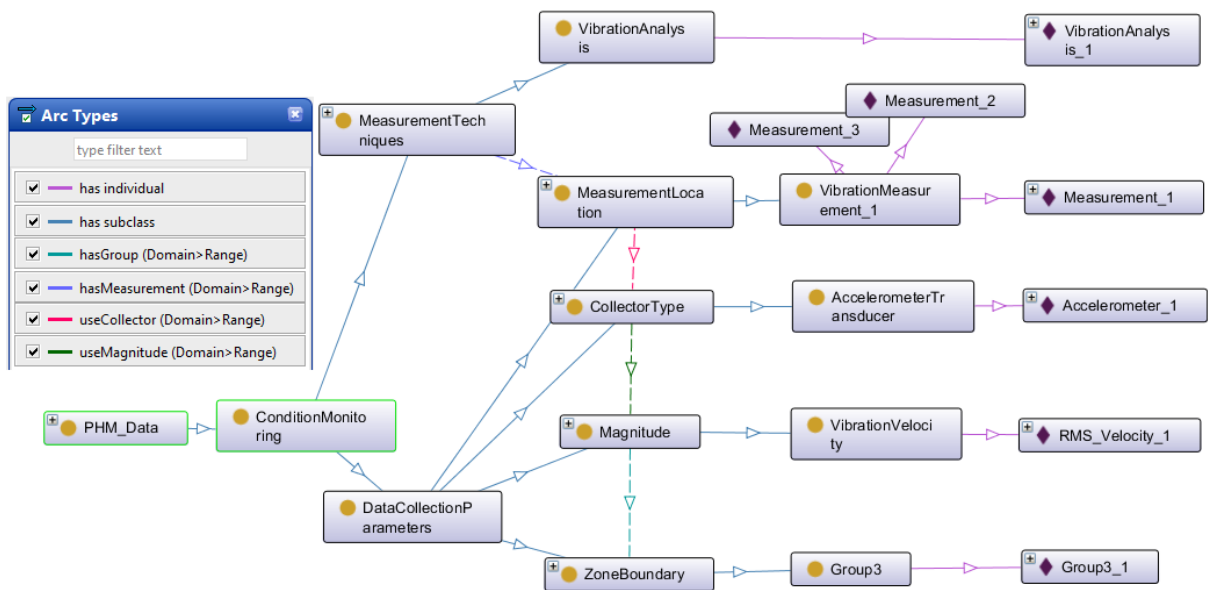 VibrationAnalys
is
VibrationAnalys
is_1
Arc Types
type filter text
has individual
has subclass
hasGroup (Domain>Range)
hasMeasurement (Domain>Range)
useCollector (Domain>Range)
useMagnitude (Domain>Range)
MeasurementTech
niques
Measurement_2
Measurement_3
MeasurementLoca
tion
VibrationMeasur
ement_1
Measurement_1
CollectorType
AccelerometerTr
ansducer
Accelerometer_1
PHM_Data
ConditionMonito
ring
Magnitude
VibrationVeloci
ty
RMS_Velocity_1
DataCollectionP
arameters
ZoneBoundary
Group3
Group3_1